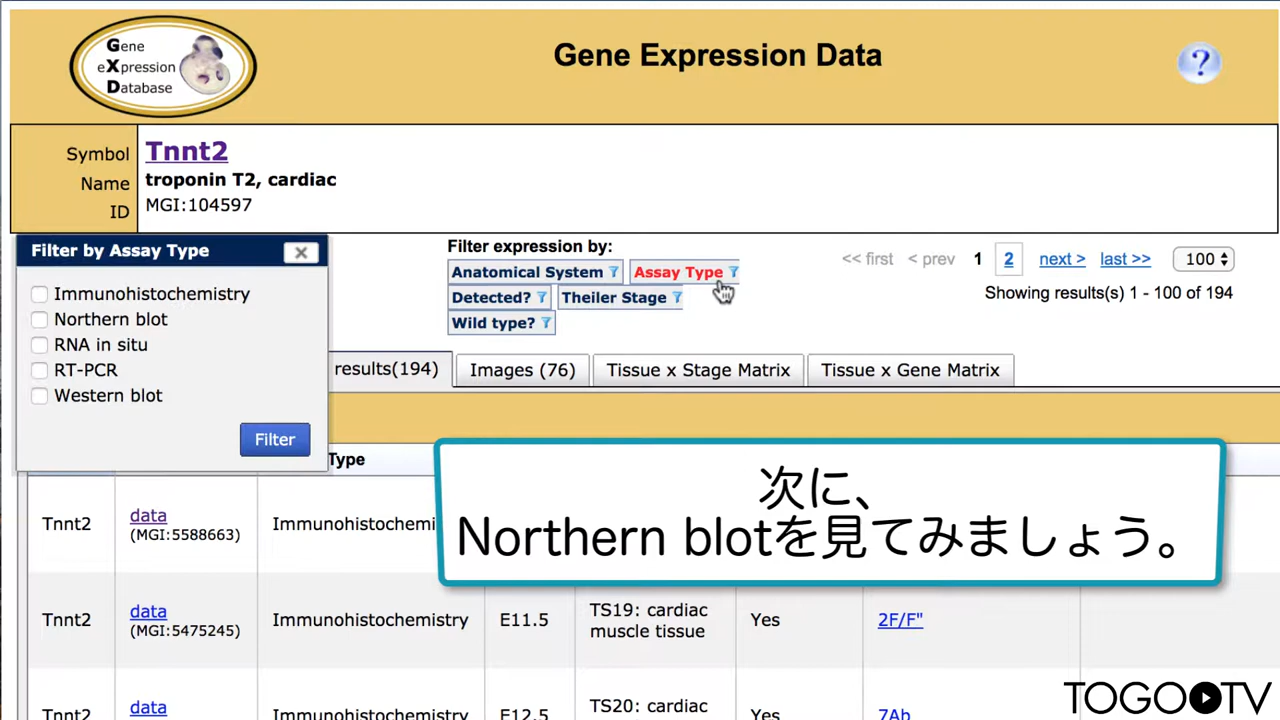 Gene
eXpression
Database
Gene Expression Data
?
Symbol Tnnt2
Name troponin T2, cardiac
ID MGI:104597
Filter by Assay Type
Immunohistochemistry
Northern blot
RNA in situ
RT-PCR
Western blot
Filter
Filter expression by:
Anatomical System Assay Type
Detected? Theiler Stage
Wild type?
<< first < prev 1 2 next > last >> 100
Showing results(s) 1 - 100 of 194
results(194) Images (76) Tissue x Stage Matrix Tissue x Gene Matrix
Type
次に、
Northern blotを見てみましょう。
Tnnt2 data (MGI:5588663) Immunohistochemi
Tnnt2 data (MGI:5475245) Immunohistochemistry E11.5 TS19: cardiac muscle tissue Yes 2F/F"
Tnnt2 data Immunohistochemistry E12.5 TS20: cardiac Yes 7Ab
TOGOTV